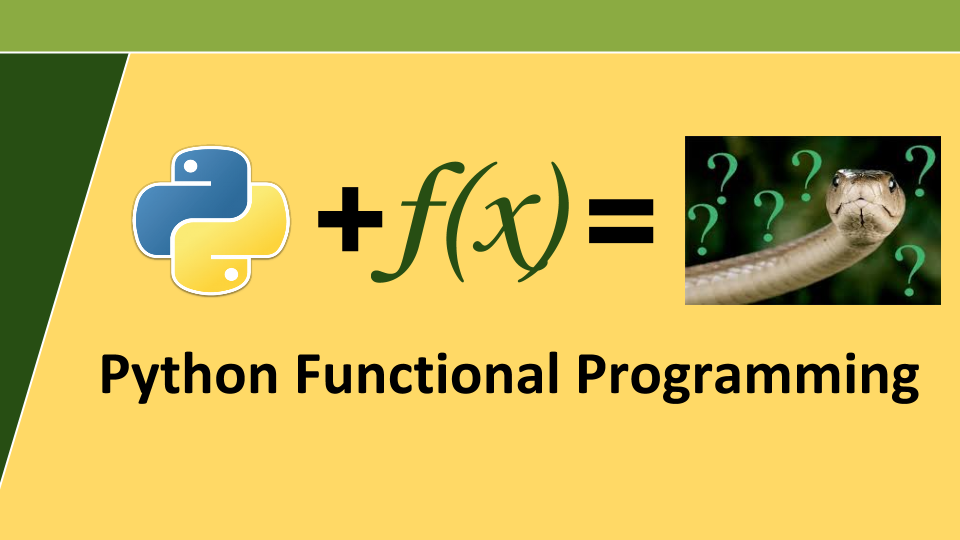 + f(x) =
? ? ? ? ? ?
Python Functional Programming